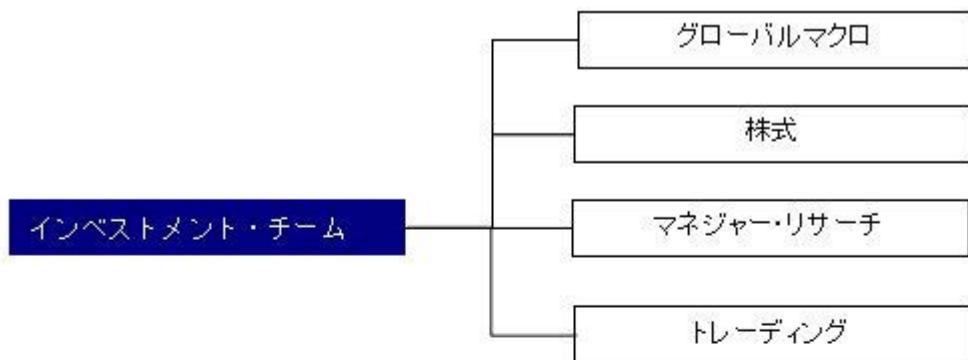 グローバルマクロ
株式
インベストメント・チーム
マネジャー・リサーチ
トレーディング